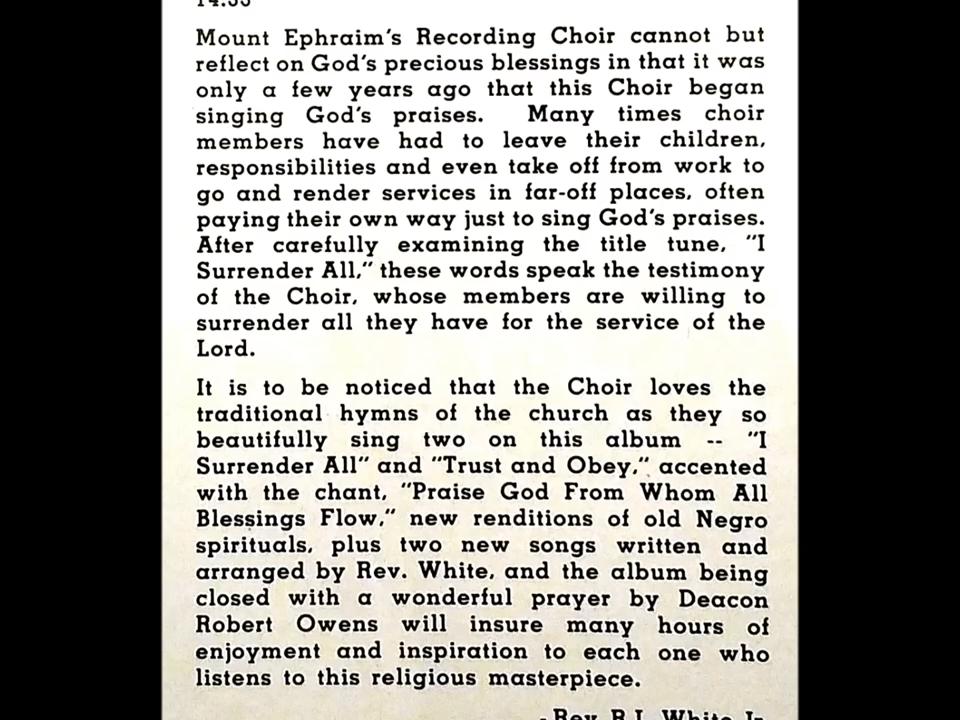 14:33
Mount Ephraim's Recording Choir cannot but
reflect on God's precious blessings in that it was
only a few years ago that this Choir began
singing God's praises. Many times choir
members have had to leave their children,
responsibilities and even take off from work to
go and render services in far-off places, often
paying their own way just to sing God's praises.
After carefully examining the title tune, "I
Surrender All," these words speak the testimony
of the Choir, whose members are willing to
surrender all they have for the service of the
Lord.
It is to be noticed that the Choir loves the
traditional hymns of the church as they so
beautifully sing two on this album -- "I
Surrender All" and "Trust and Obey," accented
with the chant, "Praise God From Whom All
Blessings Flow," new renditions of old Negro
spirituals, plus two new songs written and
arranged by Rev. White, and the album being
closed with a wonderful prayer by Deacon
Robert Owens will insure many hours of
enjoyment and inspiration to each one who
listens to this religious masterpiece.
- Rev. R.L. White Jr.